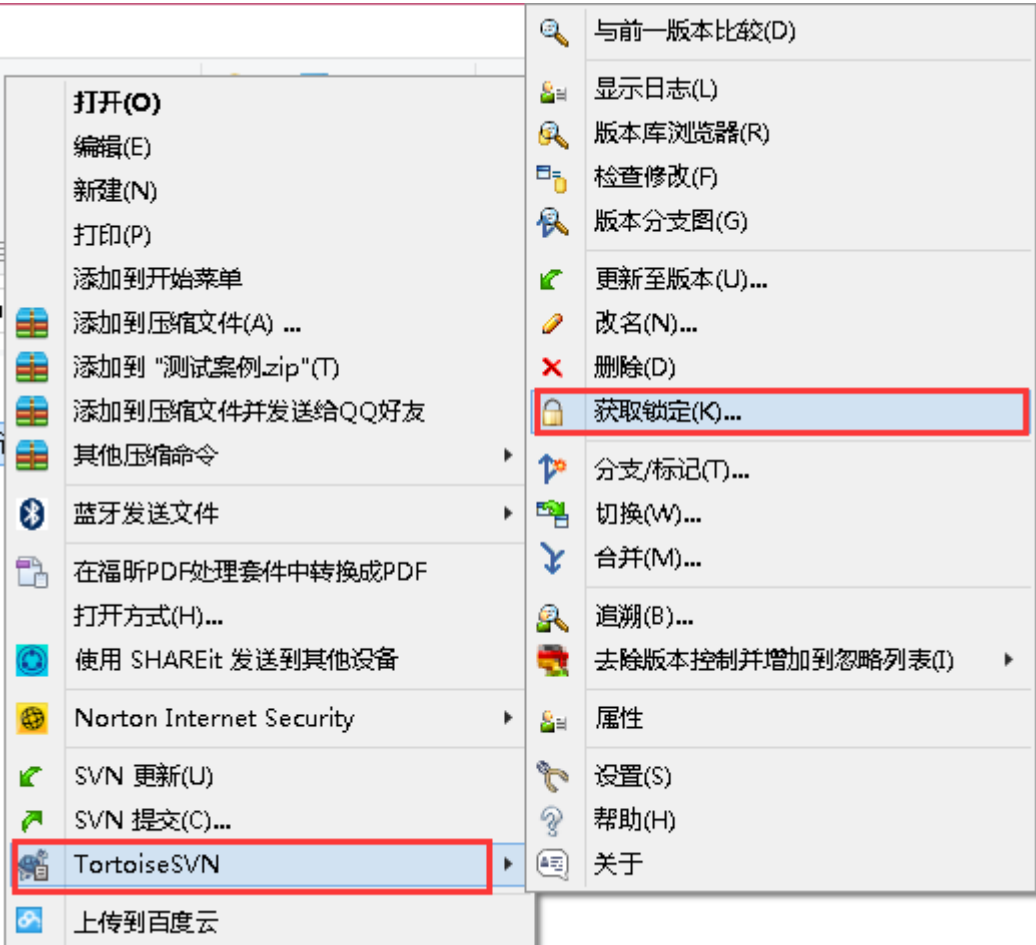 打开(O)
编辑(E)
新建(N)
打印(P)
添加到开始菜单
添加到压缩文件(A) ...
添加到 "测试案例.zip"(T)
添加到压缩文件并发送给QQ好友
其他压缩命令
蓝牙发送文件
在福昕PDF处理套件中转换成PDF
打开方式(H)...
使用 SHAREit 发送到其他设备
Norton Internet Security
SVN 更新(U)
SVN 提交(C)...
TortoiseSVN
上传到百度云
与前一版本比较(D)
显示日志(L)
版本库浏览器(R)
检查修改(F)
版本分支图(G)
更新至版本(U)...
改名(N)...
删除(D)
获取锁定(K)...
分支/标记(T)...
切换(W)...
合并(M)...
追溯(B)...
去除版本控制并增加到忽略列表(I)
属性
设置(S)
帮助(H)
关于